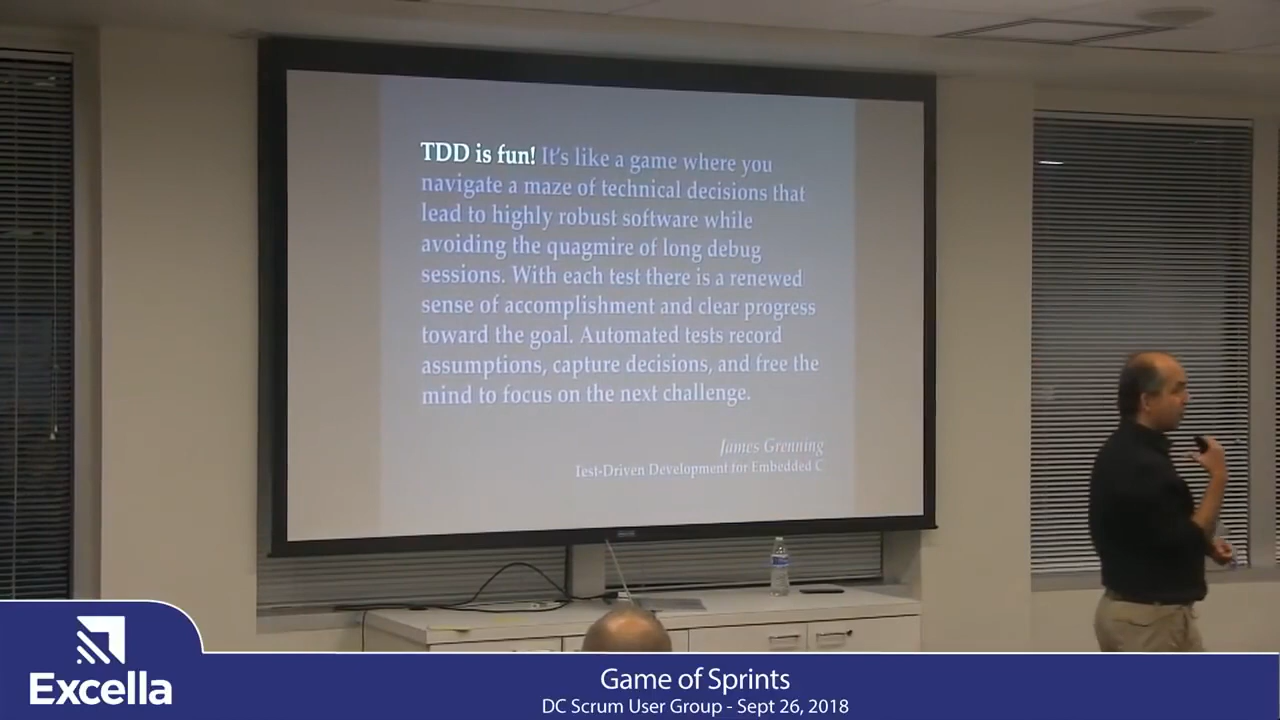 TDD is fun! It's like a game where you
navigate a maze of technical decisions that
lead to highly robust software while
avoiding the quagmire of long debug
sessions. With each test there is a renewed
sense of accomplishment and clear progress
toward the goal. Automated tests record
assumptions, capture decisions, and free the
mind to focus on the next challenge.
James Grenning
Test-Driven Development for Embedded C
Excella
Game of Sprints
DC Scrum User Group - Sept 26, 2018